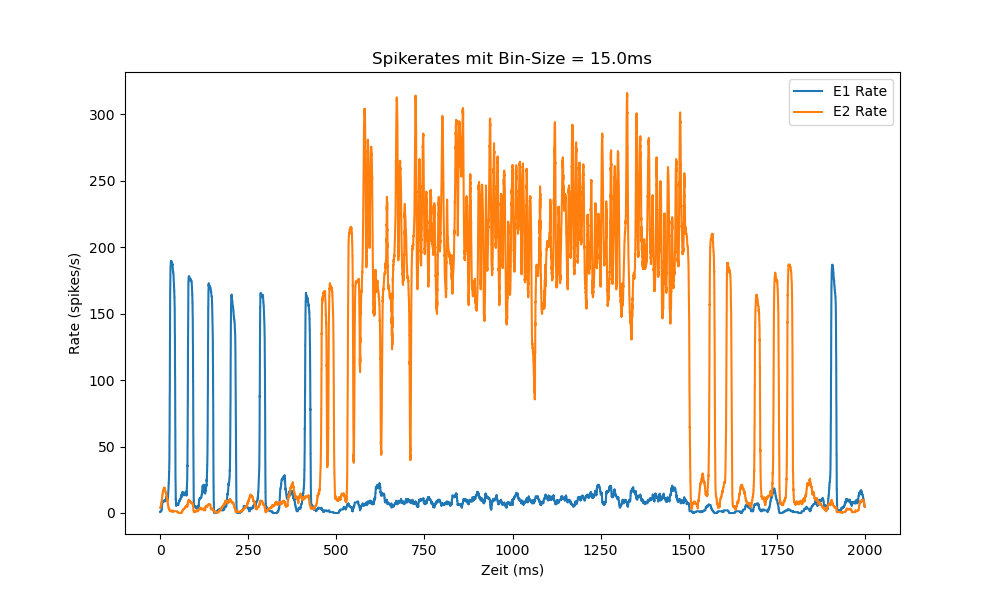 Spikerates mit Bin-Size = 15.0ms
E1 Rate
E2 Rate
Rate (spikes/s)
300
250
200
150
100
50
0
0 250 500 750 1000 1250 1500 1750 2000
Zeit (ms)